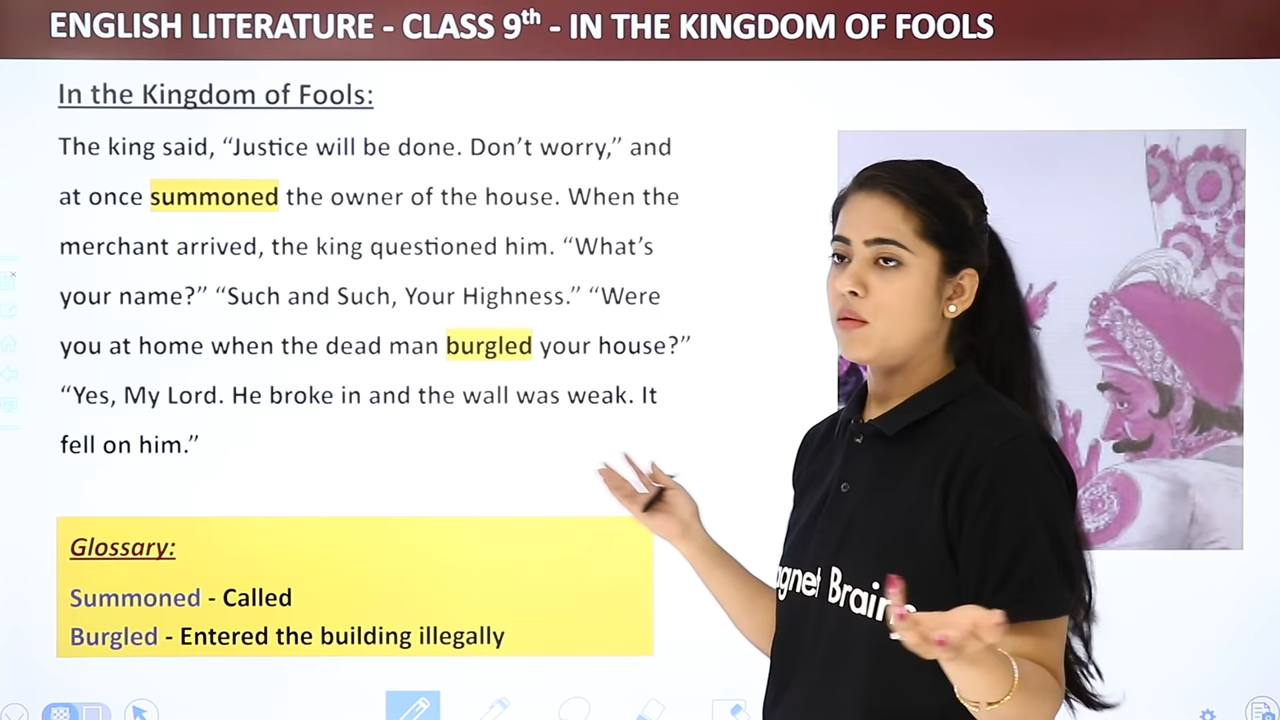 ENGLISH LITERATURE - CLASS 9th - IN THE KINGDOM OF FOOLS
In the Kingdom of Fools:
The king said, “Justice will be done. Don’t worry,” and
at once summoned the owner of the house. When the
merchant arrived, the king questioned him. “What’s
your name?” “Such and Such, Your Highness.” “Were
you at home when the dead man burgled your house?”
“Yes, My Lord. He broke in and the wall was weak. It
fell on him.”
Glossary:
Summoned - Called
Burgled - Entered the building illegally
agnet Brains